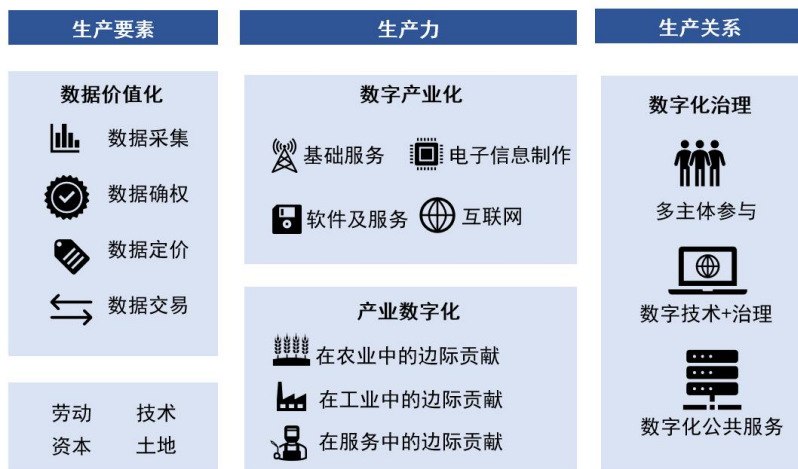 生产要素
数据价值化
数据采集
数据确权
数据定价
数据交易
劳动 技术
资本 土地
生产力
数字产业化
基础服务 电子信息制作
软件及服务 互联网
产业数字化
在农业中的边际贡献
在工业中的边际贡献
在服务中的边际贡献
生产关系
数字化治理
多主体参与
数字技术+治理
数字化公共服务